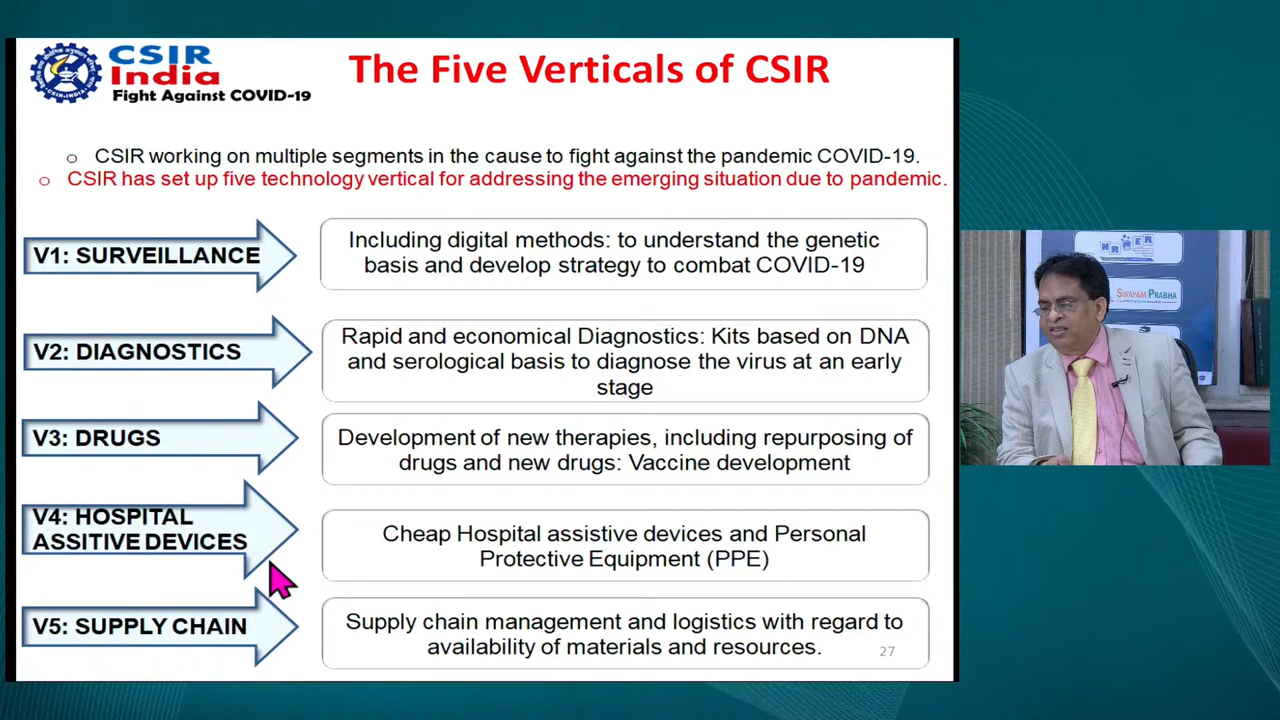 CSIR
India
Fight Against COVID-19
The Five Verticals of CSIR
o CSIR working on multiple segments in the cause to fight against the pandemic COVID-19.
o CSIR has set up five technology vertical for addressing the emerging situation due to pandemic.
V1: SURVEILLANCE
Including digital methods: to understand the genetic
basis and develop strategy to combat COVID-19
V2: DIAGNOSTICS
Rapid and economical Diagnostics: Kits based on DNA
and serological basis to diagnose the virus at an early
stage
V3: DRUGS
Development of new therapies, including repurposing of
drugs and new drugs: Vaccine development
V4: HOSPITAL
ASSITIVE DEVICES
Cheap Hospital assistive devices and Personal
Protective Equipment (PPE)
V5: SUPPLY CHAIN
Supply chain management and logistics with regard to
availability of materials and resources.
27
SWAYAM PRABHA